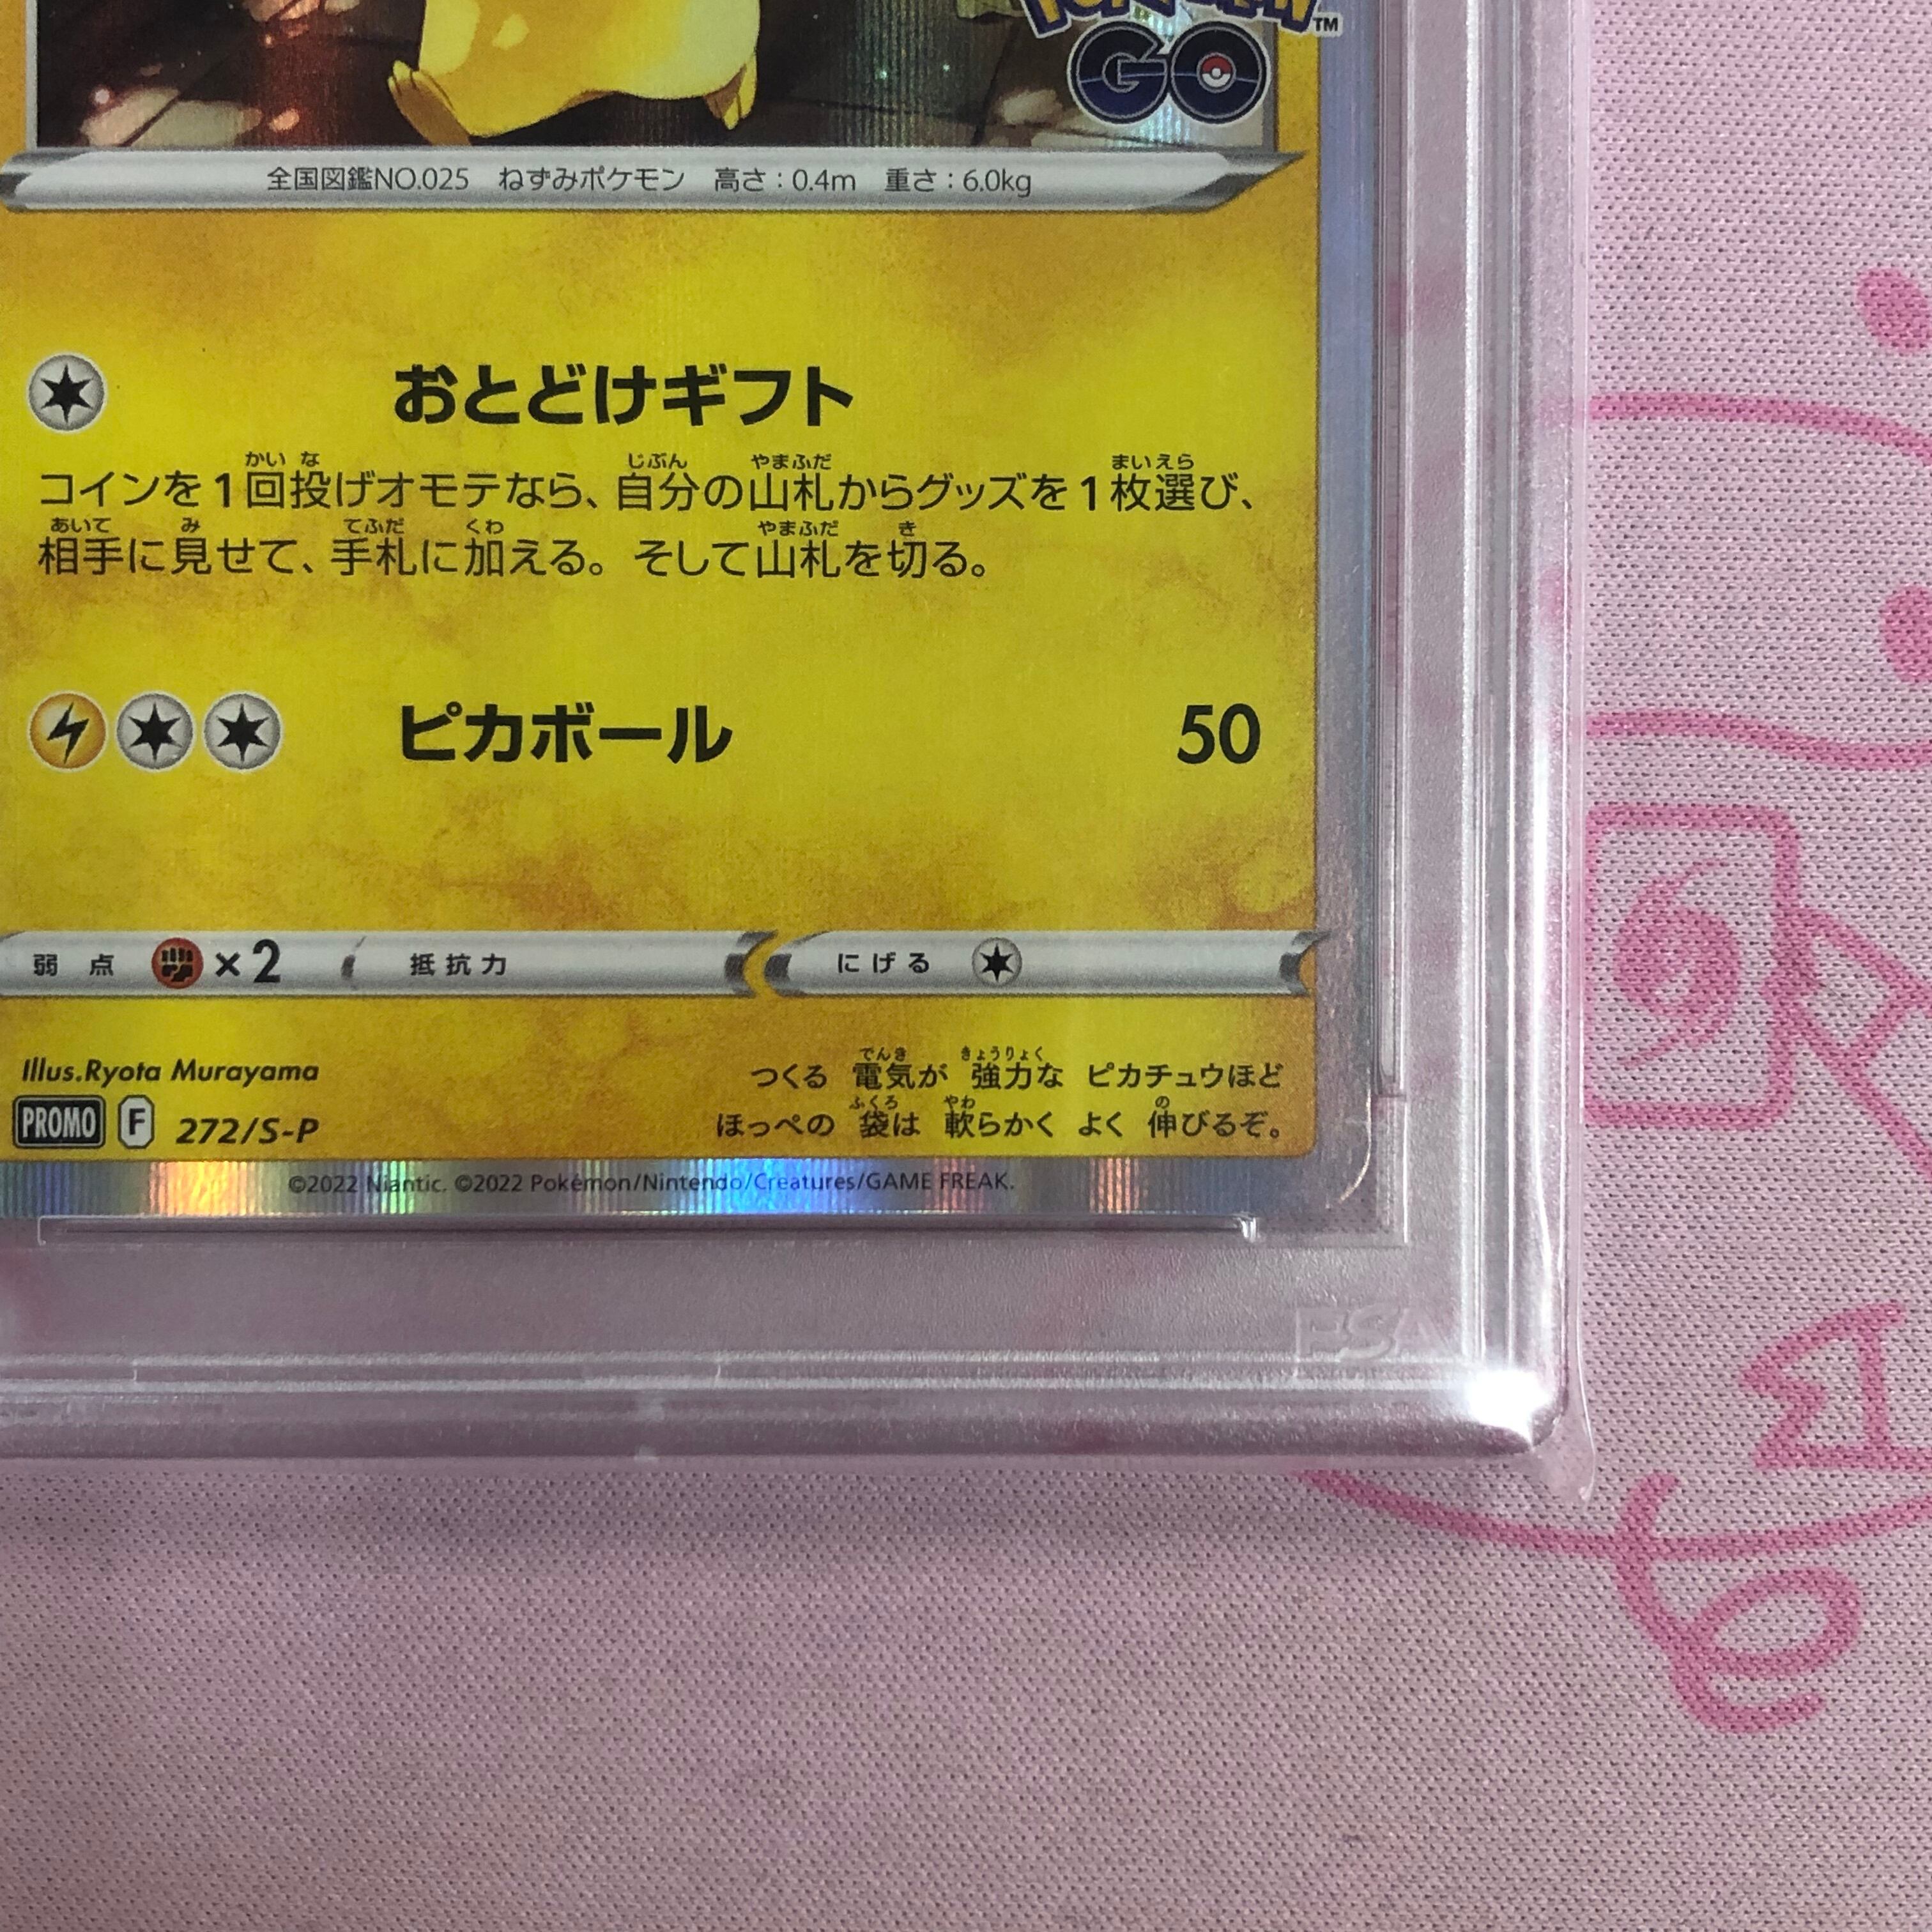 POKÉMON™
GO
全国図鑑NO.025 ねずみポケモン 高さ：0.4m 重さ：6.0kg
おとどけギフト
コインを1回投げオモテなら、自分の山札からグッズを1枚選び、
相手に見せて、手札に加える。そして山札を切る。
ピカボール 50
弱点 ×2 抵抗力 にげる
Illus.Ryota Murayama
つくる 電気が 強力な ピカチュウほど
ほっぺの 袋は 軟らかく よく 伸びるぞ。
PROMO F 272/S-P
©2022 Niantic. ©2022 Pokémon/Nintendo/Creatures/GAME FREAK.
PSA